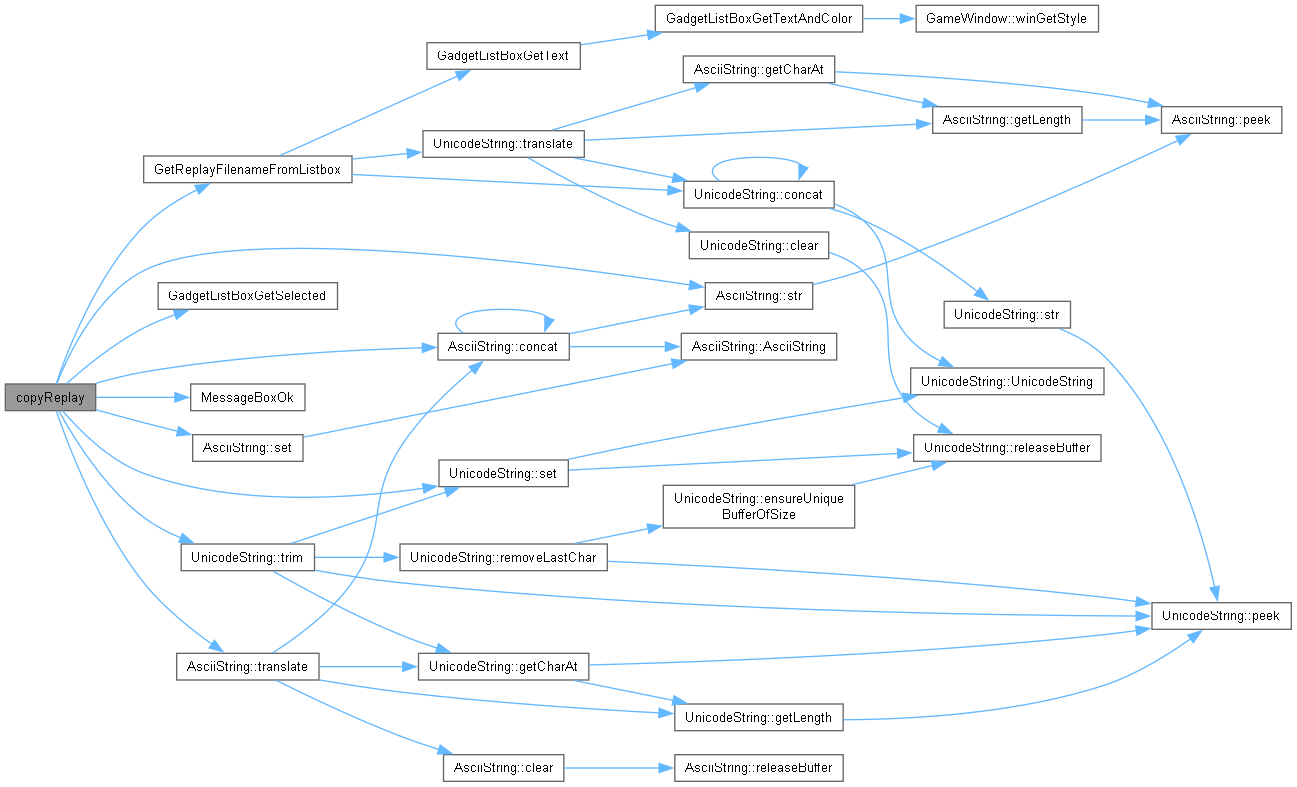 GadgetListBoxGetTextAndColor
GameWindow::winGetStyle
GadgetListBoxGetText
AsciiString::getCharAt
AsciiString::getLength
AsciiString::peek
UnicodeString::translate
GetReplayFilenameFromListbox
UnicodeString::concat
UnicodeString::clear
GadgetListBoxGetSelected
AsciiString::str
UnicodeString::str
AsciiString::concat
AsciiString::AsciiString
UnicodeString::UnicodeString
copyReplay
MessageBoxOk
AsciiString::set
UnicodeString::releaseBuffer
UnicodeString::set
UnicodeString::ensureUnique
BufferOfSize
UnicodeString::trim
UnicodeString::removeLastChar
UnicodeString::peek
AsciiString::translate
UnicodeString::getCharAt
UnicodeString::getLength
AsciiString::clear
AsciiString::releaseBuffer